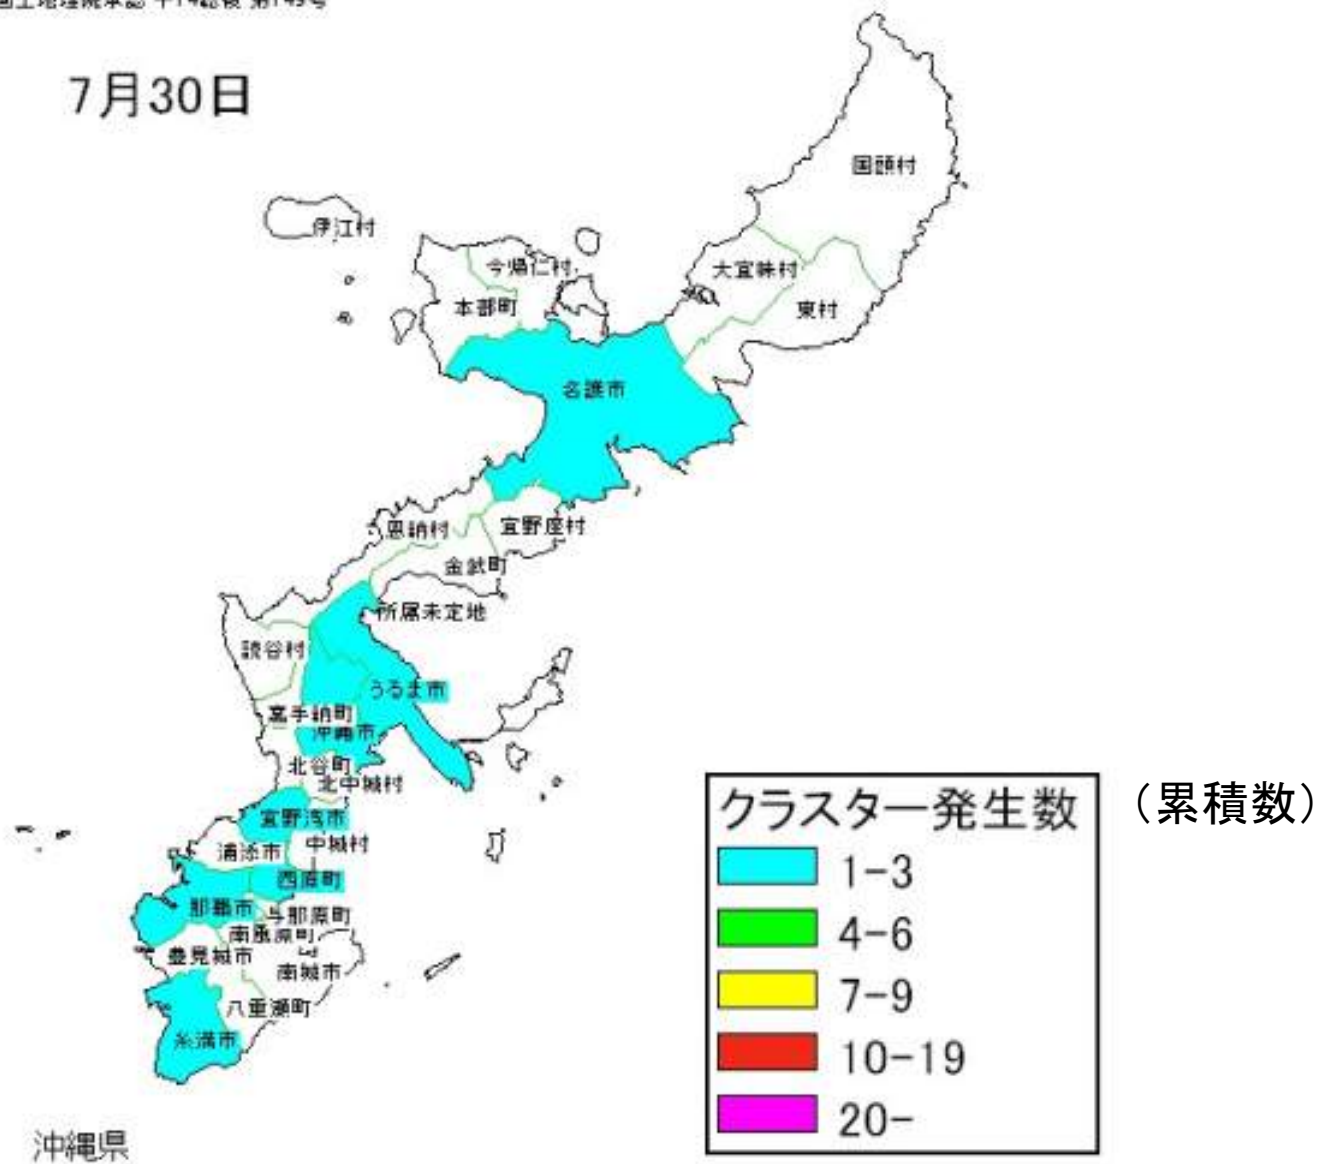 7月30日
国頭村
伊江村
今帰仁村
大宜味村
本部町
東村
名護市
恩納村
宜野座村
金武町
所属未定地
読谷村
うるま市
嘉手納町
沖縄市
北谷町
北中城村
宜野湾市
中城村
浦添市
西原町
那覇市
与那原町
南風原町
豊見城市
南城市
八重瀬町
糸満市
沖縄県
クラスター発生数
(累積数)
1-3
4-6
7-9
10-19
20-